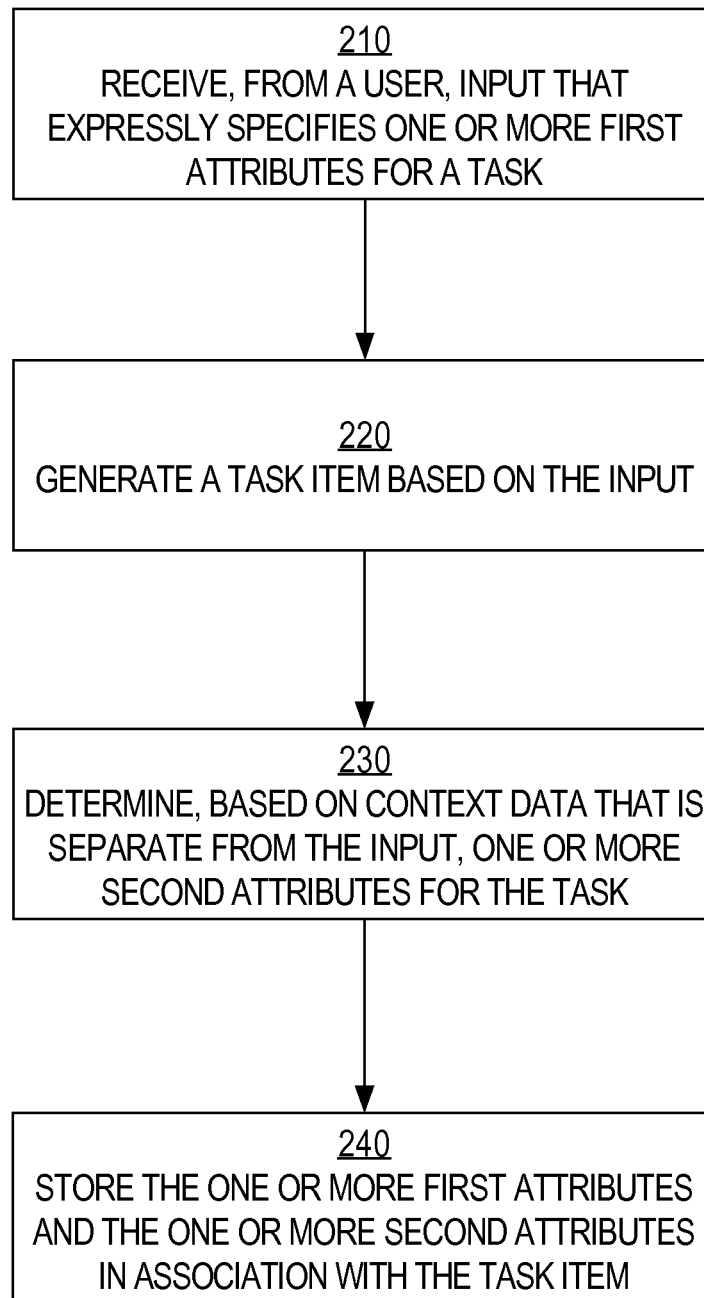 210
RECEIVE, FROM A USER, INPUT THAT
EXPRESSLY SPECIFIES ONE OR MORE FIRST
ATTRIBUTES FOR A TASK
220
GENERATE A TASK ITEM BASED ON THE INPUT
230
DETERMINE, BASED ON CONTEXT DATA THAT IS
SEPARATE FROM THE INPUT, ONE OR MORE
SECOND ATTRIBUTES FOR THE TASK
240
STORE THE ONE OR MORE FIRST ATTRIBUTES
AND THE ONE OR MORE SECOND ATTRIBUTES
IN ASSOCIATION WITH THE TASK ITEM